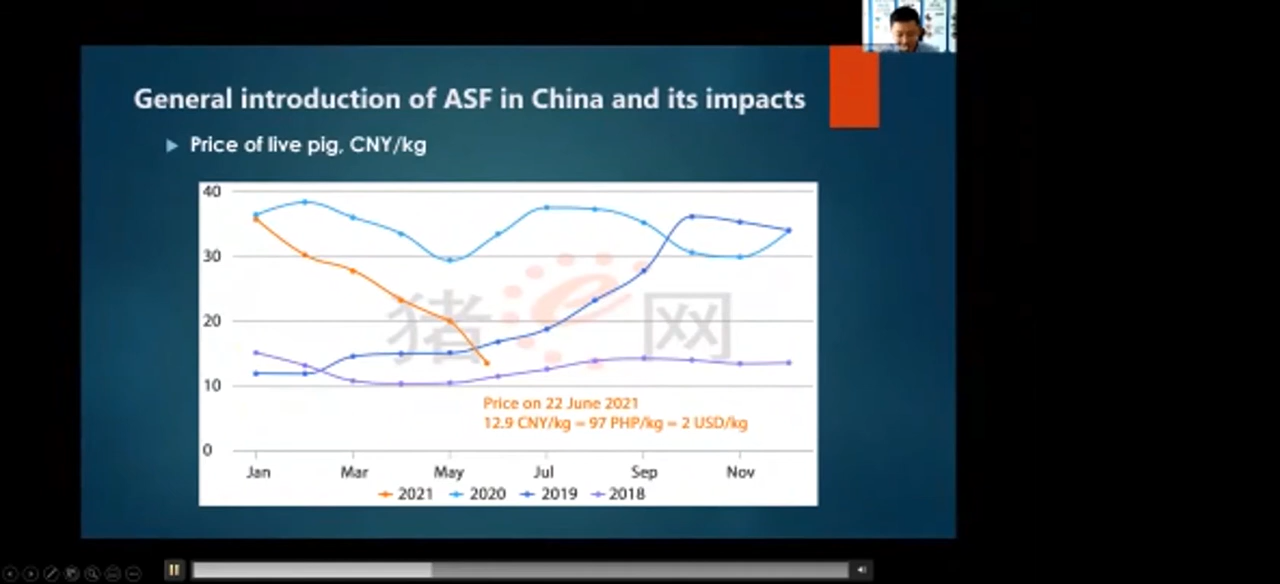 General introduction of ASF in China and its impacts
Price of live pig, CNY/kg
40
30
20
10
0
猪e网
Price on 22 June 2021
12.9 CNY/kg = 97 PHP/kg = 2 USD/kg
Jan Mar May Jul Sep Nov
2021 2020 2019 2018